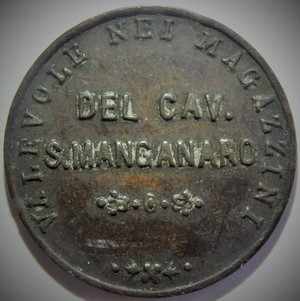 VALEVOLE NEI MAGAZZINI
DEL CAV.
S. MANGANARO